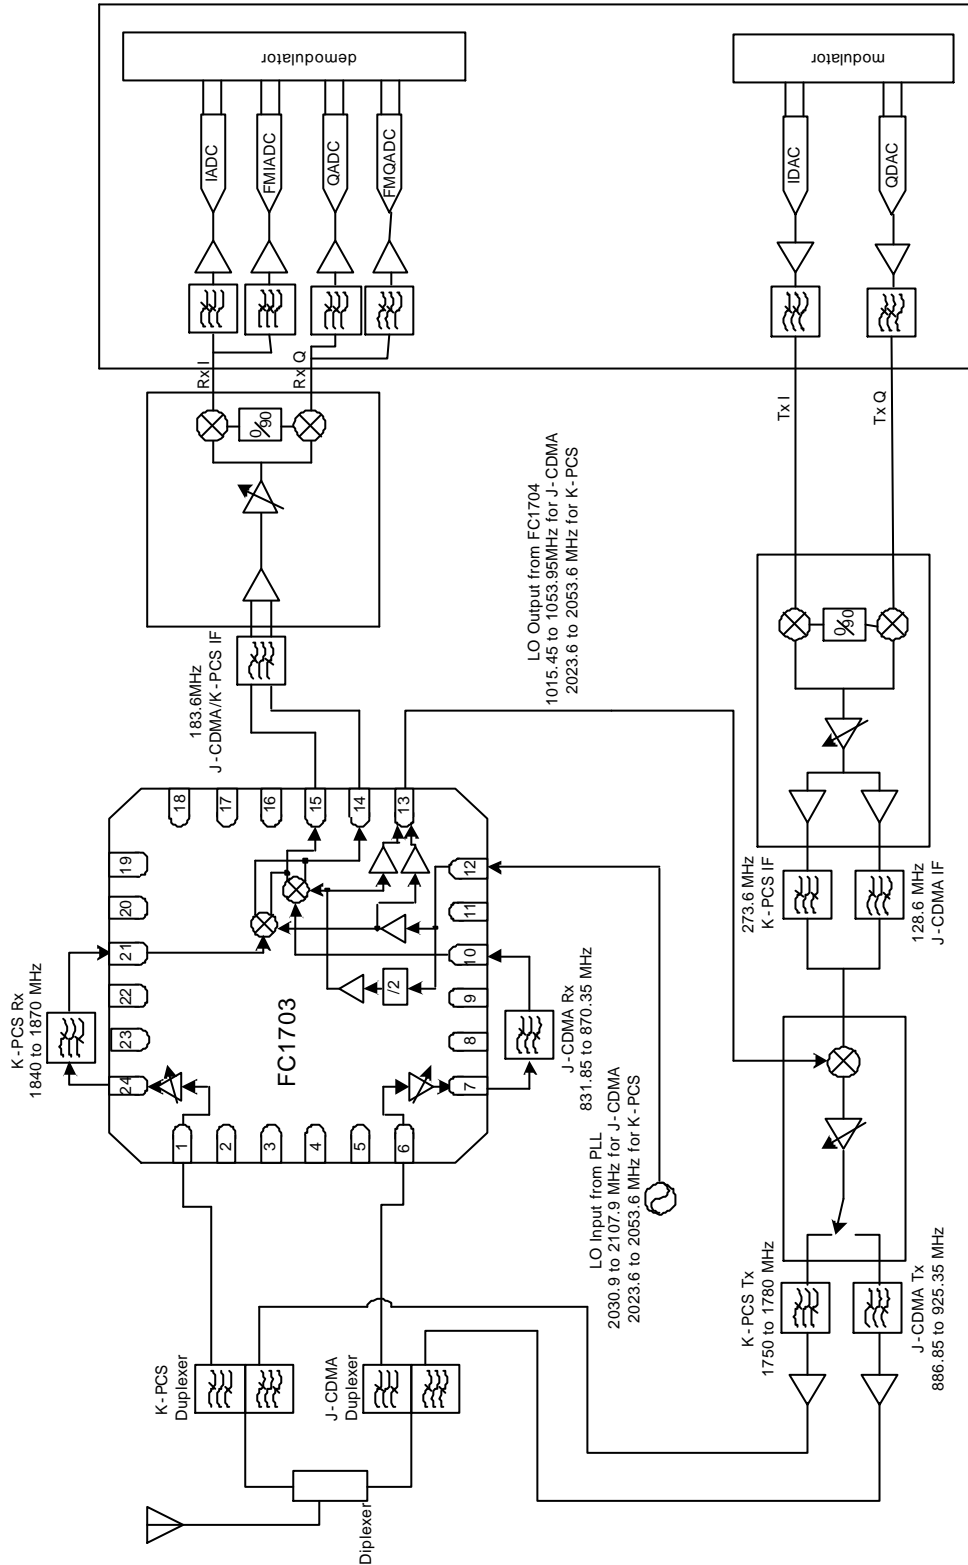 Diplexer
K-PCS
Duplexer
J-CDMA
Duplexer
K-PCS Rx
1840 to 1870 MHz
FC1703
1
2
3
4
5
6
7
8
9
10
11
12
13
14
15
16
17
18
19
20
21
22
23
24
/2
J-CDMA Rx
831.85 to 870.35 MHz
LO Input from PLL
2030.9 to 2107.9 MHz for J-CDMA
2023.6 to 2053.6 MHz for K-PCS
183.6MHz
J-CDMA/K-PCS IF
LO Output from FC1704
1015.45 to 1053.95MHz for J-CDMA
2023.6 to 2053.6 MHz for K-PCS
0/90
Rx I
Rx Q
IADC
FMIADC
QADC
FMQADC
demodulator
K-PCS Tx
1750 to 1780 MHz
J-CDMA Tx
886.85 to 925.35 MHz
273.6 MHz
K-PCS IF
128.6 MHz
J-CDMA IF
0/90
Tx I
Tx Q
IDAC
QDAC
modulator